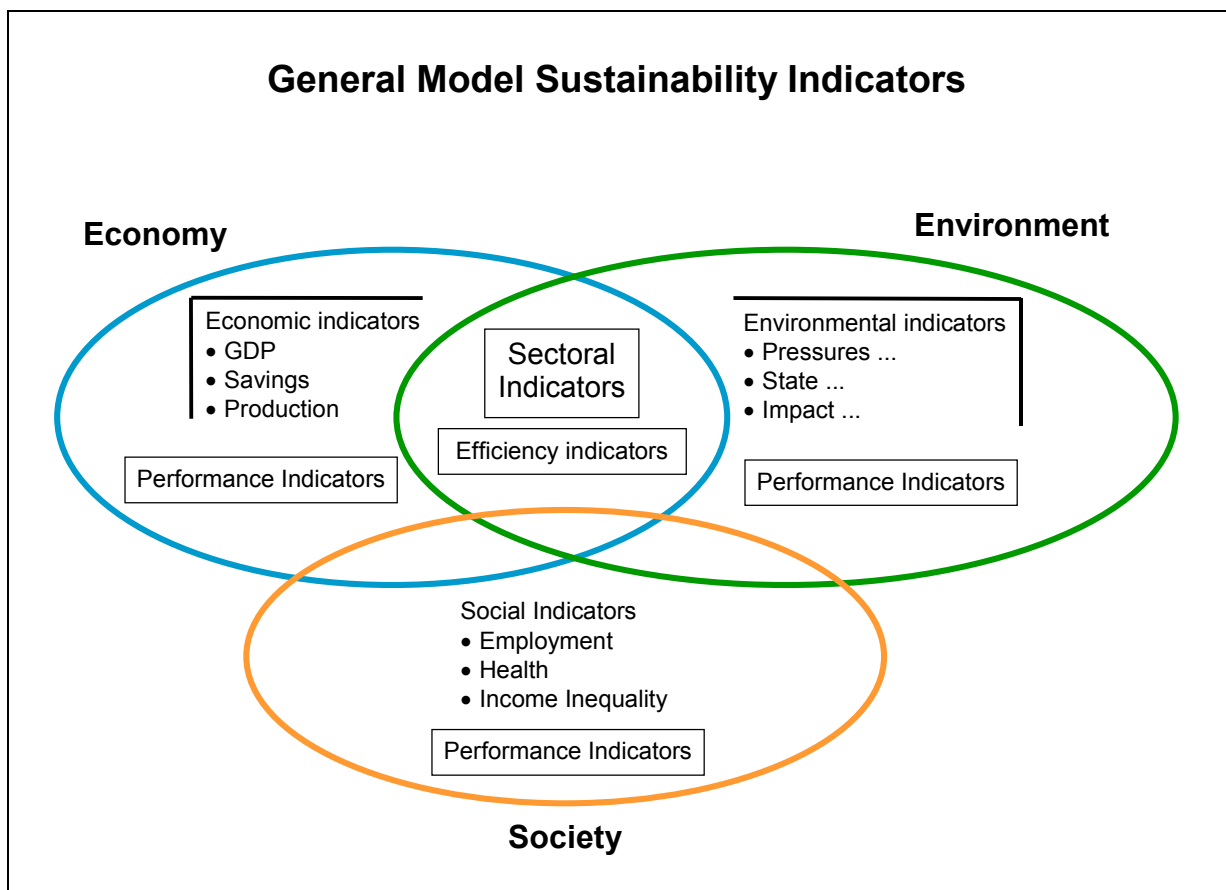 General Model Sustainability Indicators
Economy
Environment
Economic indicators
• GDP
• Savings
• Production
Performance Indicators
Sectoral
Indicators
Efficiency indicators
Environmental indicators
• Pressures ...
• State ...
• Impact ...
Performance Indicators
Social Indicators
• Employment
• Health
• Income Inequality
Performance Indicators
Society